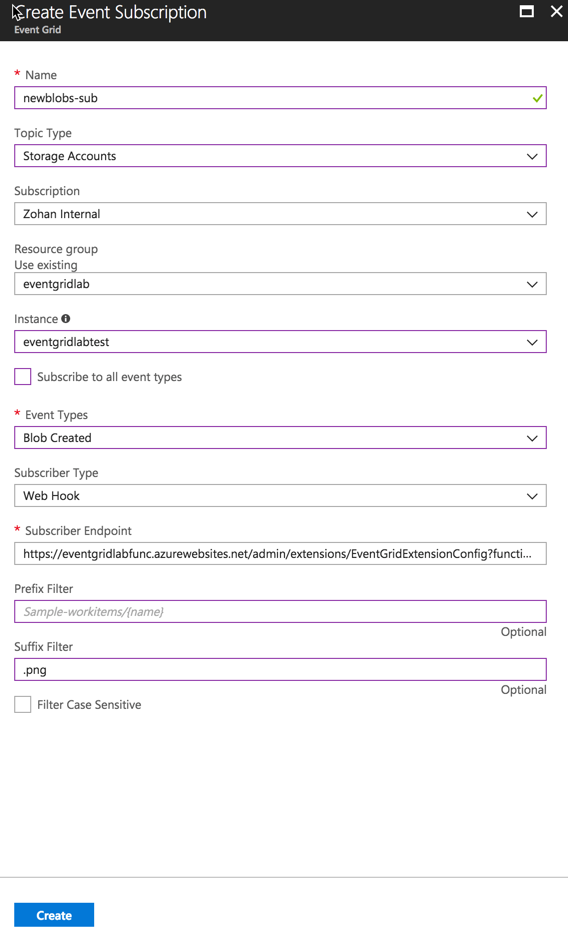 Create Event Subscription
Event Grid
* Name
newblobs-sub
Topic Type
Storage Accounts
Subscription
Zohan Internal
Resource group
Use existing
eventgridlab
Instance
eventgridlabtest
Subscribe to all event types
* Event Types
Blob Created
Subscriber Type
Web Hook
* Subscriber Endpoint
https://eventgridlabfunc.azurewebsites.net/admin/extensions/EventGridExtensionConfig?functi...
Prefix Filter
Sample-workitems/{name}
Optional
Suffix Filter
.png
Optional
Filter Case Sensitive
Create